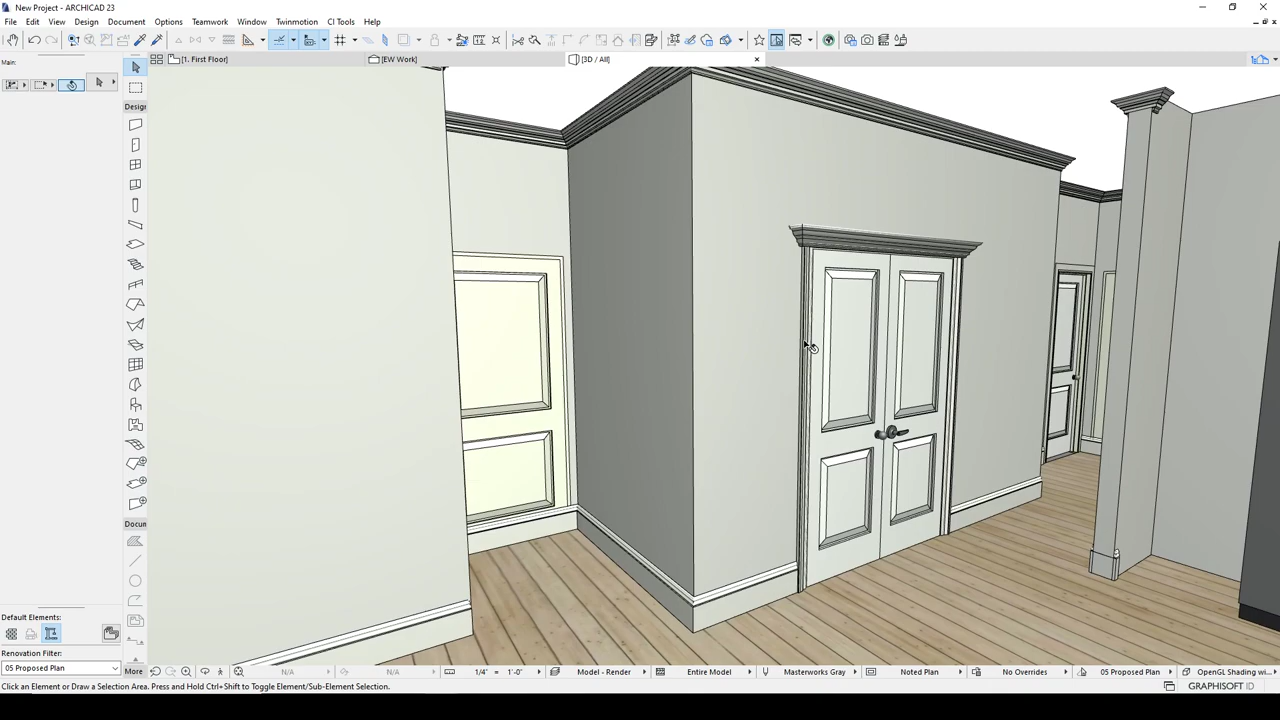 New Project - ARCHICAD 23
File Edit View Design Document Options Teamwork Window Twinmotion CI Tools Help
[1. First Floor] [EW Work] [3D / All]
Main:
Design
Docum
More
Default Elements:
Renovation Filter:
05 Proposed Plan
N/A N/A 1/4" = 1'-0" Model - Render Entire Model Masterworks Gray Noted Plan No Overrides 05 Proposed Plan OpenGL Shading wi...
Click an Element or Draw a Selection Area. Press and Hold Ctrl+Shift to Toggle Element/Sub-Element Selection.
GRAPHISOFT ID